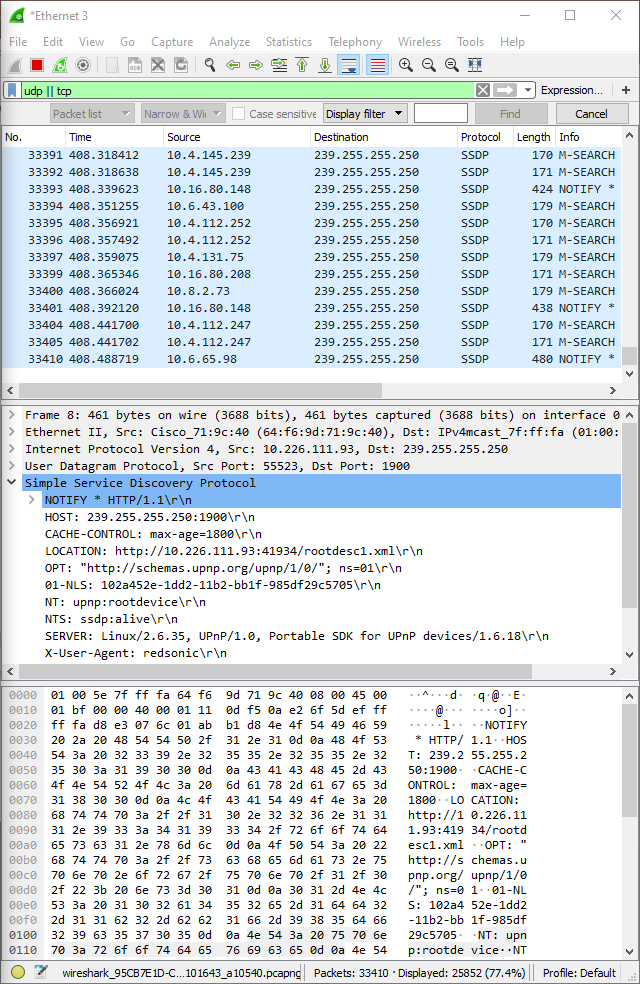 *Ethernet 3
File Edit View Go Capture Analyze Statistics Telephony Wireless Tools Help
udp || tcp Expression... +
Packet list Narrow & Wi Case sensitive Display filter Find Cancel
No. Time Source Destination Protocol Length Info
33391 408.318412 10.4.145.239 239.255.255.250 SSDP 170 M-SEARCH
33392 408.318638 10.4.145.239 239.255.255.250 SSDP 171 M-SEARCH
33393 408.339623 10.16.80.148 239.255.255.250 SSDP 424 NOTIFY *
33394 408.351255 10.6.43.100 239.255.255.250 SSDP 179 M-SEARCH
33395 408.356921 10.4.112.252 239.255.255.250 SSDP 170 M-SEARCH
33396 408.357492 10.4.112.252 239.255.255.250 SSDP 171 M-SEARCH
33397 408.359075 10.4.131.75 239.255.255.250 SSDP 179 M-SEARCH
33399 408.365346 10.16.80.208 239.255.255.250 SSDP 171 M-SEARCH
33400 408.366024 10.8.2.73 239.255.255.250 SSDP 179 M-SEARCH
33401 408.392120 10.16.80.148 239.255.255.250 SSDP 438 NOTIFY *
33404 408.441700 10.4.112.247 239.255.255.250 SSDP 170 M-SEARCH
33405 408.441702 10.4.112.247 239.255.255.250 SSDP 171 M-SEARCH
33410 408.488719 10.6.65.98 239.255.255.250 SSDP 480 NOTIFY *
Frame 8: 461 bytes on wire (3688 bits), 461 bytes captured (3688 bits) on interface 0
Ethernet II, Src: Cisco_71:9c:40 (64:f6:9d:71:9c:40), Dst: IPv4mcast_7f:ff:fa (01:00:
Internet Protocol Version 4, Src: 10.226.111.93, Dst: 239.255.255.250
User Datagram Protocol, Src Port: 55523, Dst Port: 1900
Simple Service Discovery Protocol
NOTIFY * HTTP/1.1\r\n
HOST: 239.255.255.250:1900\r\n
CACHE-CONTROL: max-age=1800\r\n
LOCATION: http://10.226.111.93:41934/rootdesc1.xml\r\n
OPT: "http://schemas.upnp.org/upnp/1/0/"; ns=01\r\n
01-NLS: 102a452e-1dd2-11b2-bb1f-985df29c5705\r\n
NT: upnp:rootdevice\r\n
NTS: ssdp:alive\r\n
SERVER: Linux/2.6.35, UPnP/1.0, Portable SDK for UPnP devices/1.6.18\r\n
X-User-Agent: redsonic\r\n
0000 01 00 5e 7f ff fa 64 f6 9d 71 9c 40 08 00 45 00 ··^···d· ·q·@··E·
0010 01 bf 00 00 40 00 01 11 0d f5 0a e2 6f 5d ef ff ····@··· ····o]··
0020 ff fa d8 e3 07 6c 01 ab b1 d8 4e 4f 54 49 46 59 ·····l·· ··NOTIFY
0030 20 2a 20 48 54 54 50 2f 31 2e 31 0d 0a 48 4f 53 * HTTP/ 1.1··HOS
0040 54 3a 20 32 33 39 2e 32 35 35 2e 32 35 35 2e 32 T: 239.2 55.255.2
0050 35 30 3a 31 39 30 30 0d 0a 43 41 43 48 45 2d 43 50:1900· ·CACHE-C
0060 4f 4e 54 52 4f 4c 3a 20 6d 61 78 2d 61 67 65 3d ONTROL: max-age=
0070 31 38 30 30 0d 0a 4c 4f 43 41 54 49 4f 4e 3a 20 1800··LO CATION:
0080 68 74 74 70 3a 2f 2f 31 30 2e 32 32 36 2e 31 31 http://1 0.226.11
0090 31 2e 39 33 3a 34 31 39 33 34 2f 72 6f 6f 74 64 1.93:419 34/rootd
00a0 65 73 63 31 2e 78 6d 6c 0d 0a 4f 50 54 3a 20 22 esc1.xml ··OPT: "
00b0 68 74 74 70 3a 2f 2f 73 63 68 65 6d 61 73 2e 75 http://s chemas.u
00c0 70 6e 70 2e 6f 72 67 2f 75 70 6e 70 2f 31 2f 30 pnp.org/ upnp/1/0
00d0 2f 22 3b 20 6e 73 3d 30 31 0d 0a 30 31 2d 4e 4c /"; ns=0 1··01-NL
00e0 53 3a 20 31 30 32 61 34 35 32 65 2d 31 64 64 32 S: 102a4 52e-1dd2
00f0 2d 31 31 62 32 2d 62 62 31 66 2d 39 38 35 64 66 -11b2-bb 1f-985df
0100 32 39 63 35 37 30 35 0d 0a 4e 54 3a 20 75 70 6e 29c5705· ·NT: upn
0110 70 3a 72 6f 6f 74 64 65 76 69 63 65 0d 0a 4e 54 p:rootde vice··NT
wireshark_95CB7E1D-C...101643_a10540.pcapng Packets: 33410 · Displayed: 25852 (77.4%) Profile: Default